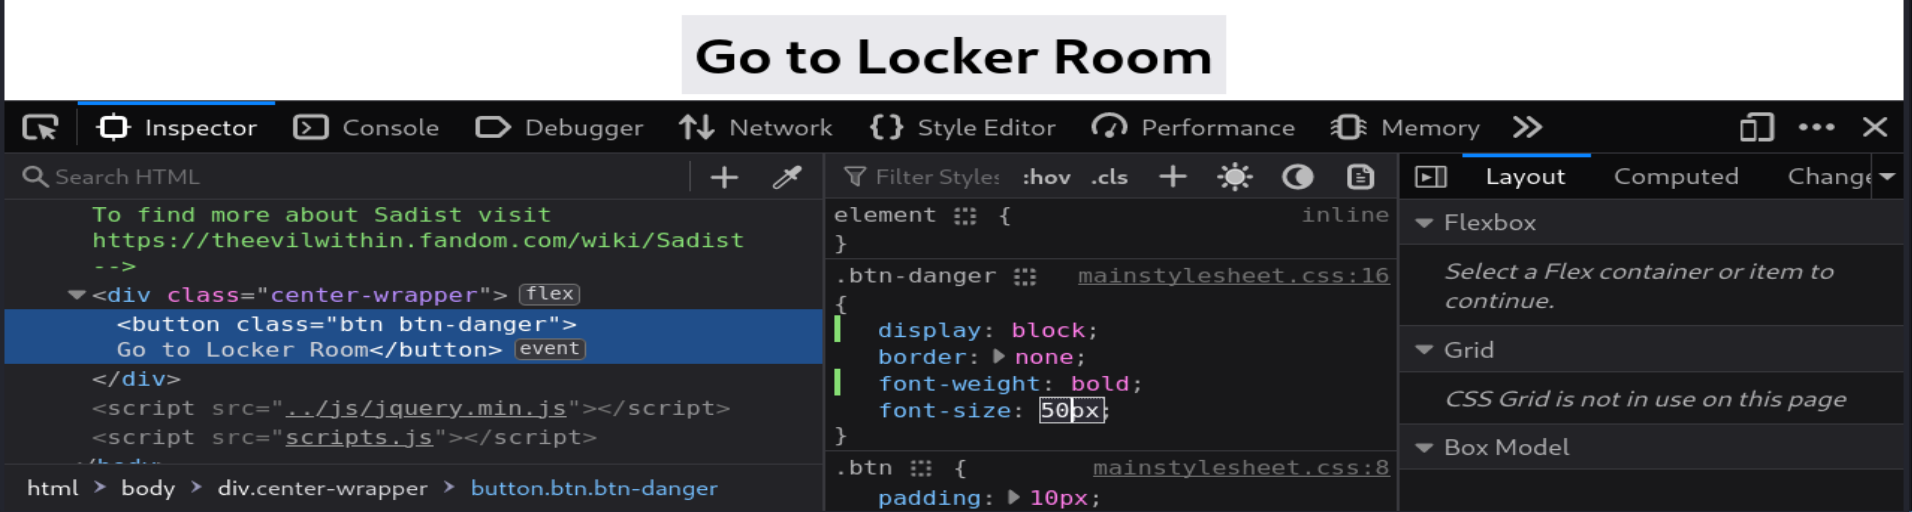 Go to Locker Room
Inspector Console Debugger Network Style Editor Performance Memory
Search HTML
Filter Styles :hov .cls
Layout Computed Change
To find more about Sadist visit
https://theevilwithin.fandom.com/wiki/Sadist
-->
<div class="center-wrapper"> flex
<button class="btn btn-danger">
Go to Locker Room</button> event
</div>
<script src="../js/jquery.min.js"></script>
<script src="scripts.js"></script>
</body>
html > body > div.center-wrapper > button.btn.btn-danger
element { inline
}
.btn-danger mainstylesheet.css:16
{
display: block;
border: none;
font-weight: bold;
font-size: 50px;
}
.btn { mainstylesheet.css:8
padding: 10px;
Flexbox
Select a Flex container or item to
continue.
Grid
CSS Grid is not in use on this page
Box Model